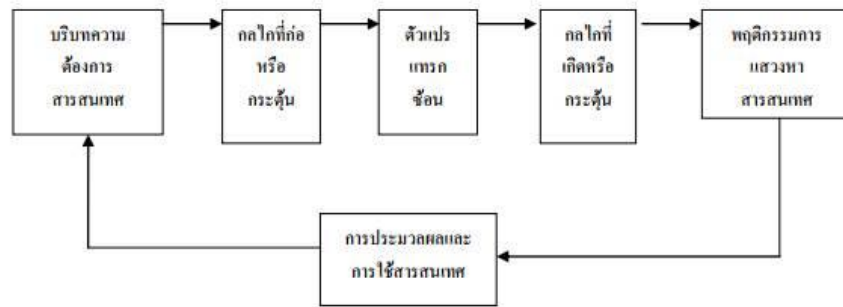 บริบทความ
ต้องการ
สารสนเทศ
กลไกที่ก่อ
หรือ
กระตุ้น
ตัวแปร
แทรก
ซ้อน
กลไกที่
เกิดหรือ
กระตุ้น
พฤติกรรมการ
แสวงหา
สารสนเทศ
การประมวลผลและ
การใช้สารสนเทศ